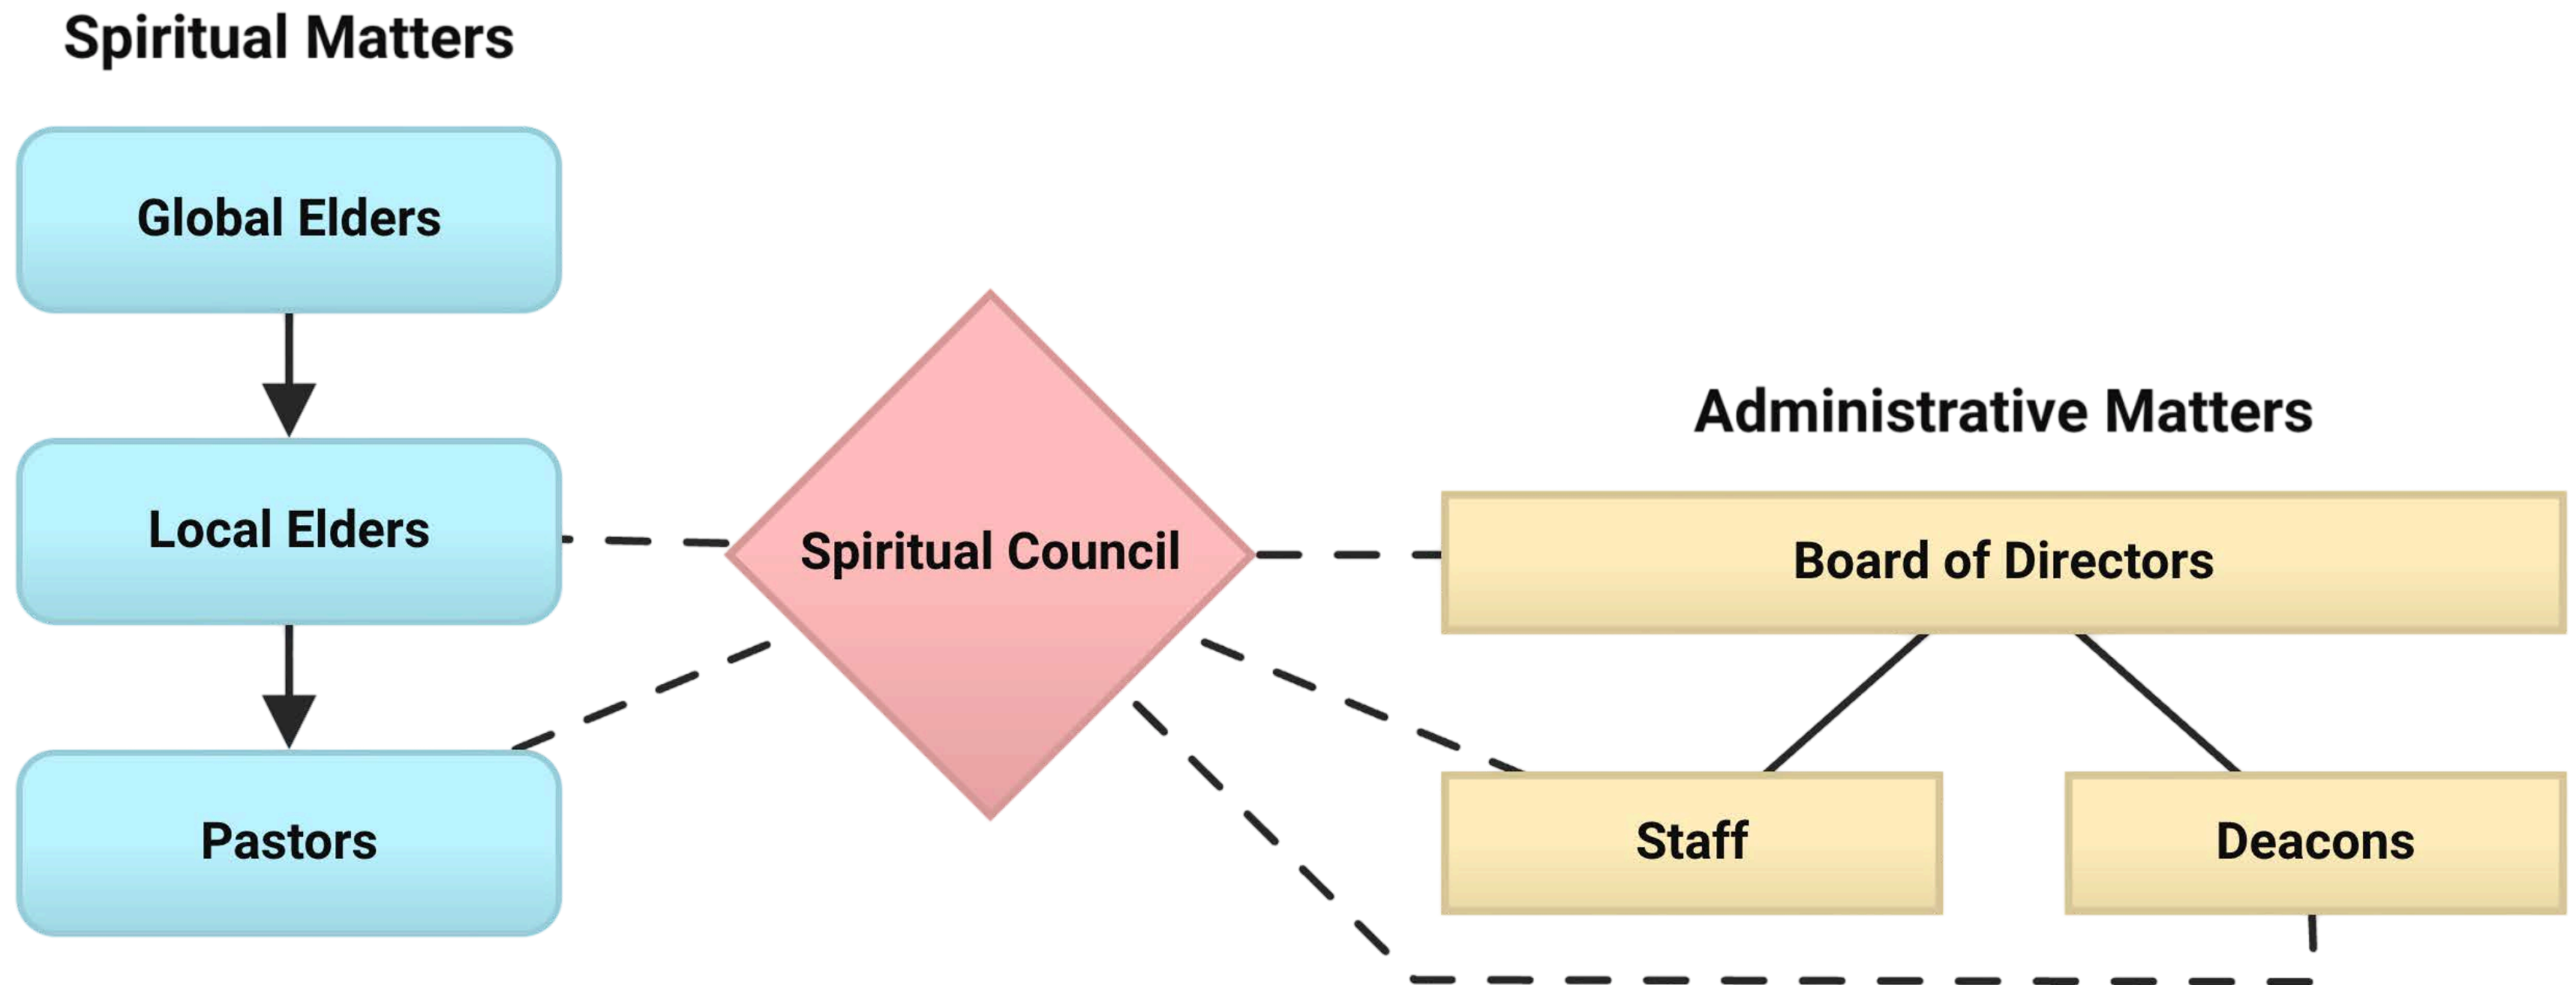 Spiritual Matters
Global Elders
Local Elders
Pastors
Spiritual Council
Administrative Matters
Board of Directors
Staff
Deacons